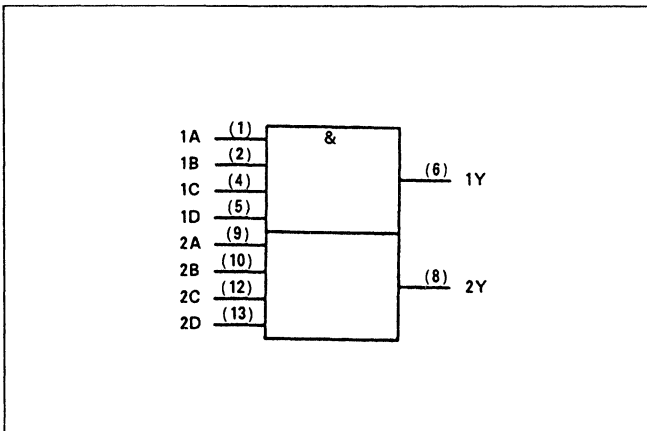 &
1A (1)
1B (2)
1C (4)
1D (5)
2A (9)
2B (10)
2C (12)
2D (13)
(6) 1Y
(8) 2Y